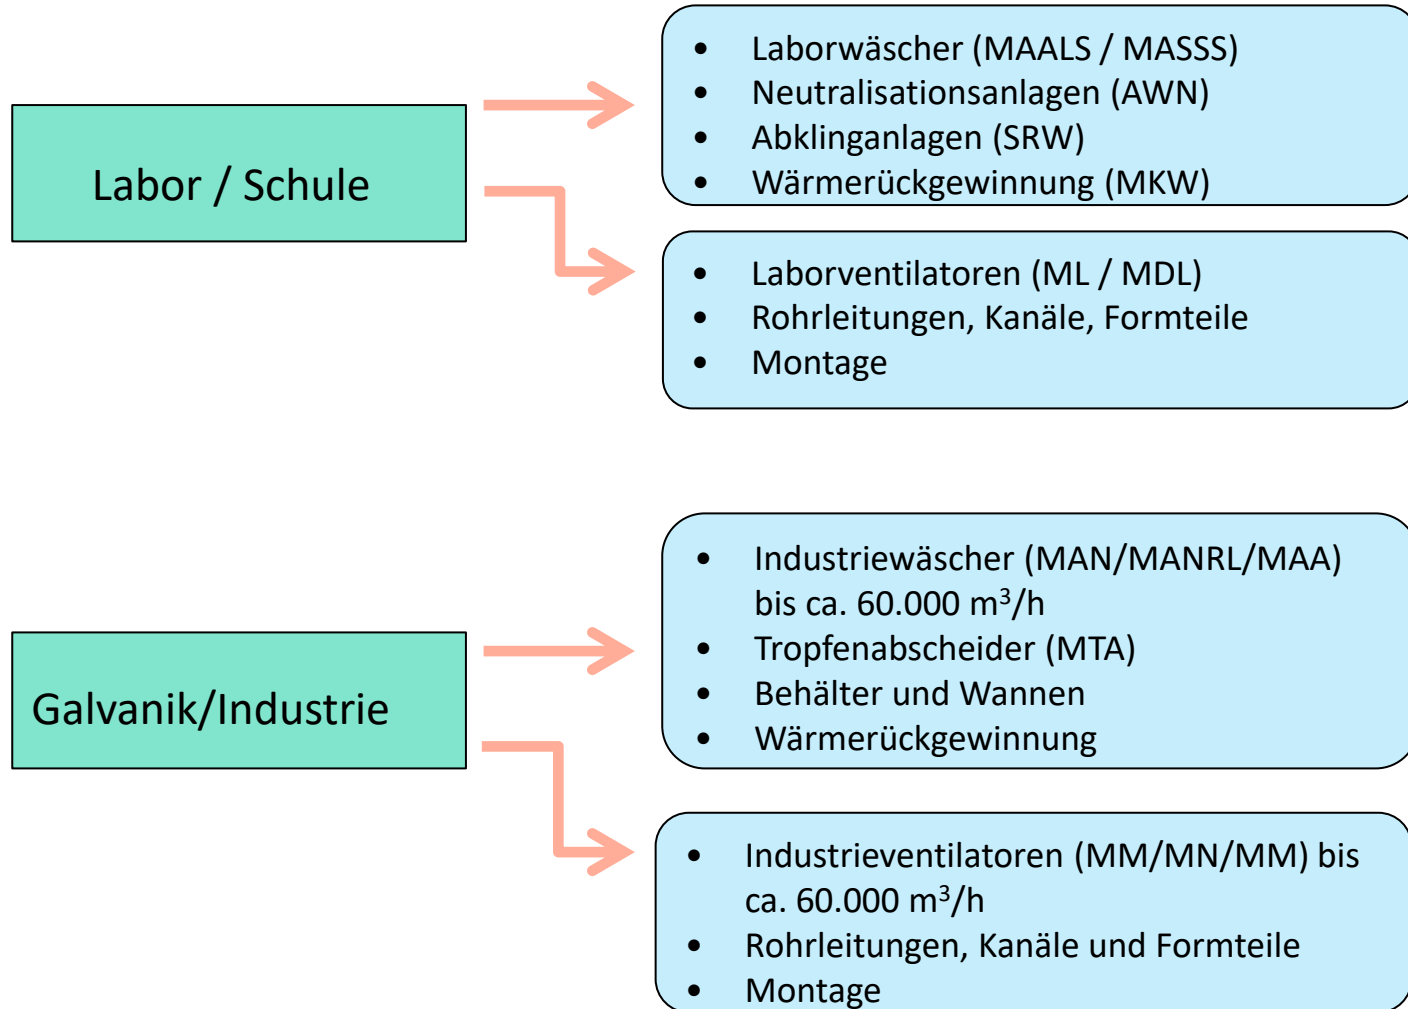 Labor / Schule
• Laborwäscher (MAALS / MASSS)
• Neutralisationsanlagen (AWN)
• Abklinganlagen (SRW)
• Wärmerückgewinnung (MKW)
• Laborventilatoren (ML / MDL)
• Rohrleitungen, Kanäle, Formteile
• Montage
Galvanik/Industrie
• Industriewäscher (MAN/MANRL/MAA)
bis ca. 60.000 m³/h
• Tropfenabscheider (MTA)
• Behälter und Wannen
• Wärmerückgewinnung
• Industrieventilatoren (MM/MN/MM) bis
ca. 60.000 m³/h
• Rohrleitungen, Kanäle und Formteile
• Montage